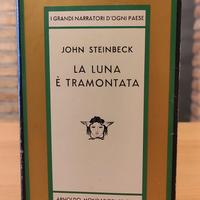 I GRANDI NARRATORI D'OGNI PAESE
JOHN STEINBECK
LA LUNA
È TRAMONTATA
ARNOLDO MONDADORI